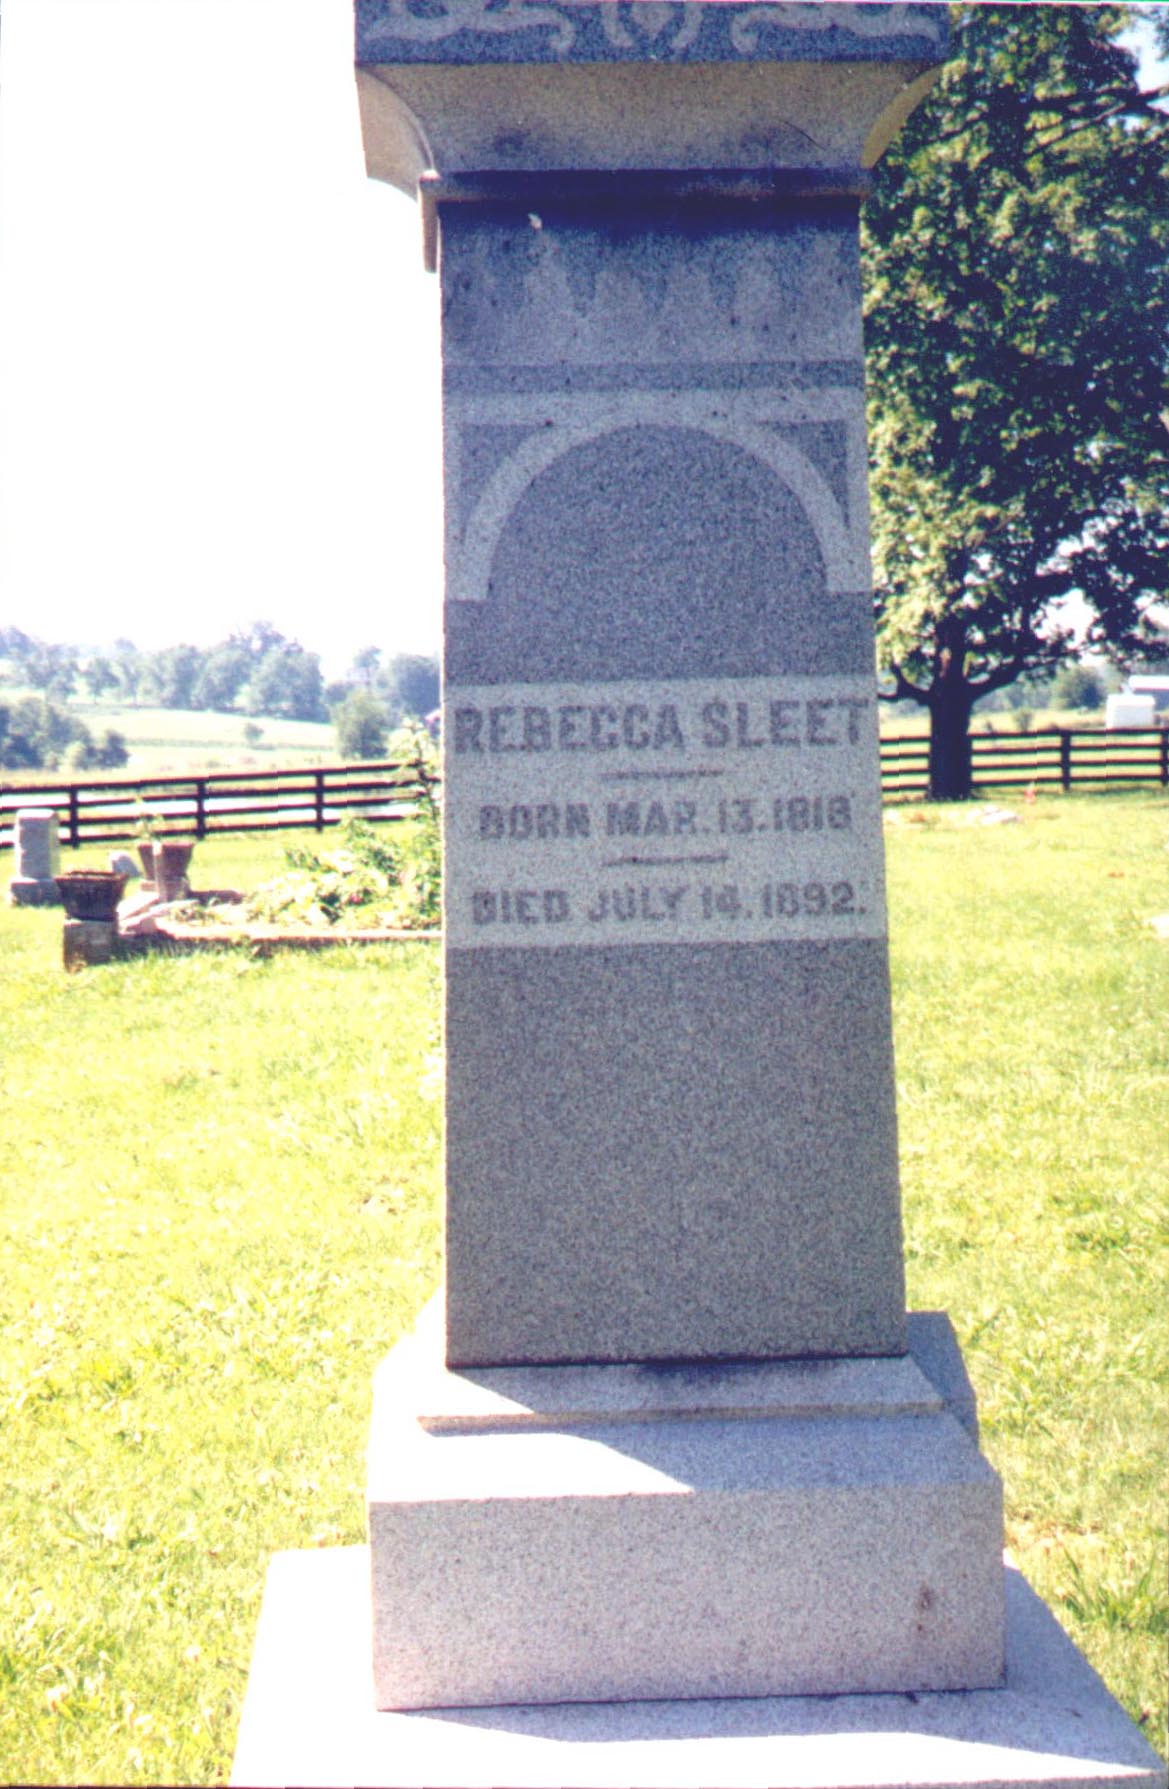 REBECCA SLEET
BORN MAR. 13. 1818
DIED JULY 14. 1892.